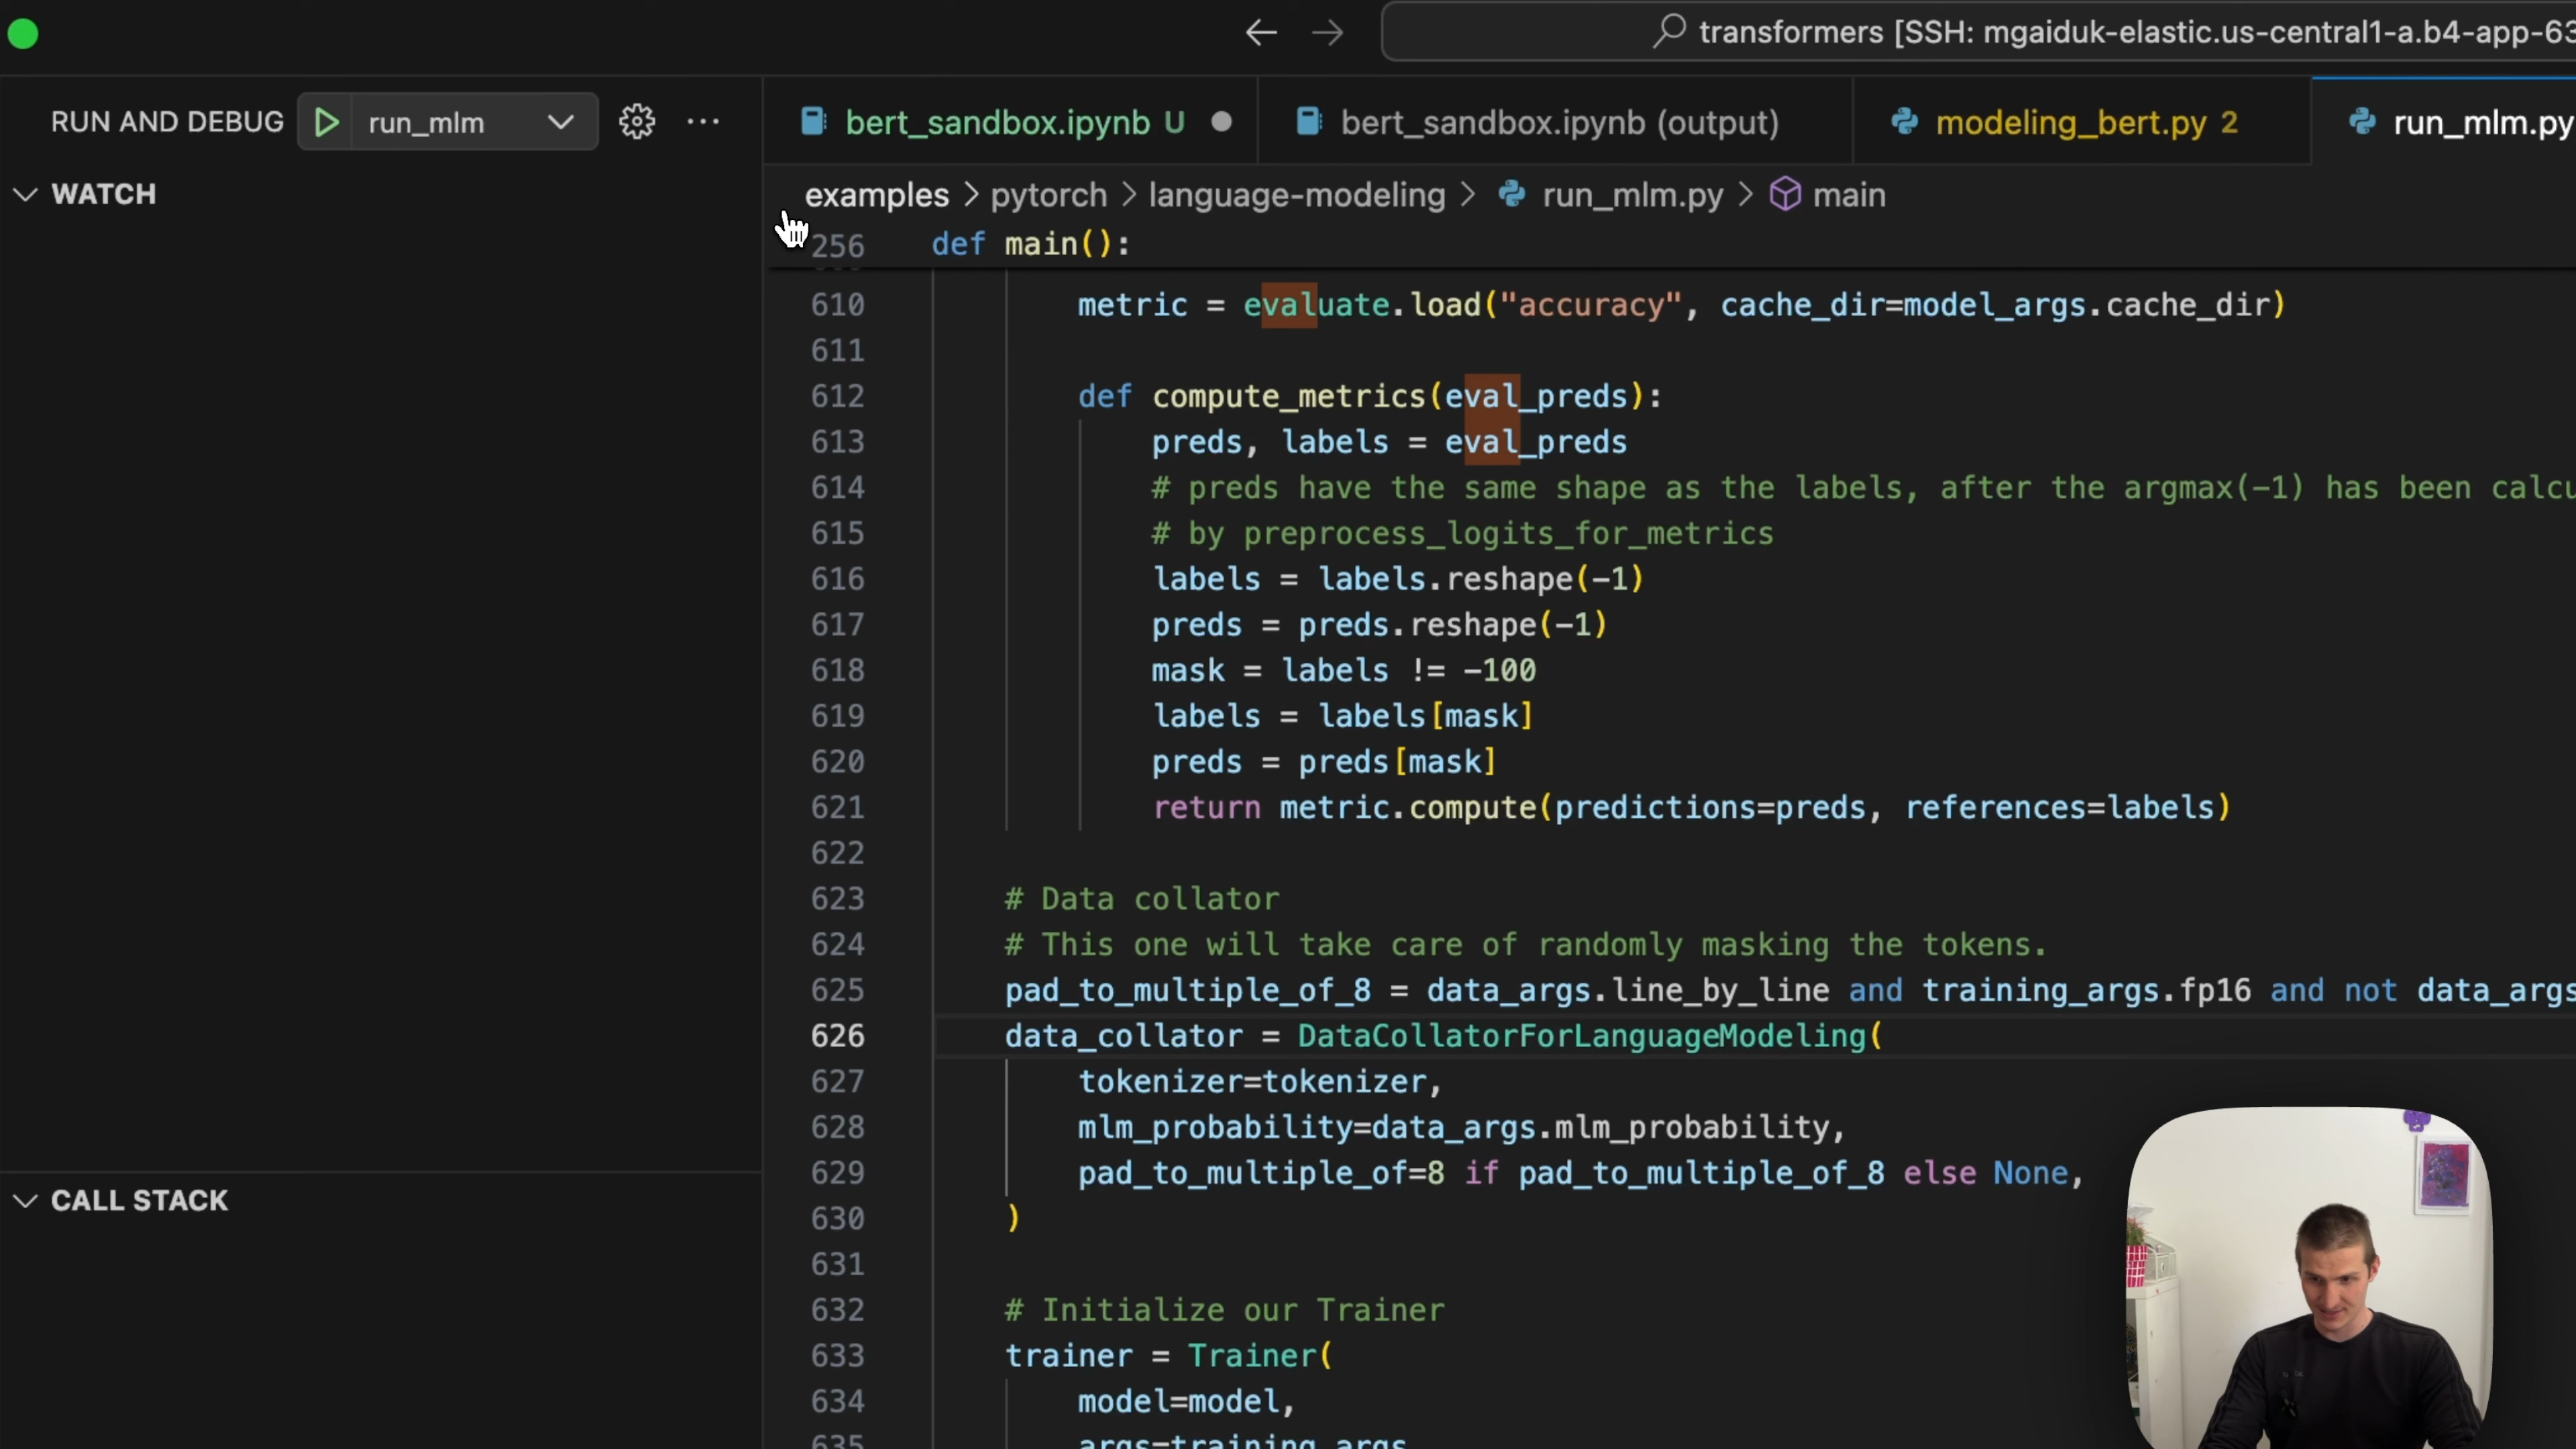 transformers [SSH: mgaiduk-elastic.us-central1-a.b4-app-63
RUN AND DEBUG run_mlm
bert_sandbox.ipynb U
bert_sandbox.ipynb (output)
modeling_bert.py 2
run_mlm.py
WATCH
examples > pytorch > language-modeling > run_mlm.py > main
256 def main():
610 metric = evaluate.load("accuracy", cache_dir=model_args.cache_dir)
611
612 def compute_metrics(eval_preds):
613 preds, labels = eval_preds
614 # preds have the same shape as the labels, after the argmax(-1) has been calcu
615 # by preprocess_logits_for_metrics
616 labels = labels.reshape(-1)
617 preds = preds.reshape(-1)
618 mask = labels != -100
619 labels = labels[mask]
620 preds = preds[mask]
621 return metric.compute(predictions=preds, references=labels)
622
623 # Data collator
624 # This one will take care of randomly masking the tokens.
625 pad_to_multiple_of_8 = data_args.line_by_line and training_args.fp16 and not data_args
626 data_collator = DataCollatorForLanguageModeling(
627 tokenizer=tokenizer,
628 mlm_probability=data_args.mlm_probability,
629 pad_to_multiple_of=8 if pad_to_multiple_of_8 else None,
630 )
631
632 # Initialize our Trainer
633 trainer = Trainer(
634 model=model,
635 args=training_args,
CALL STACK